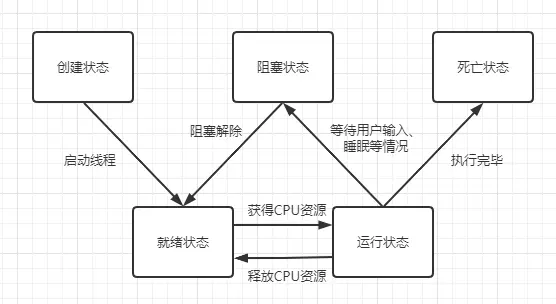 创建状态
阻塞状态
死亡状态
启动线程
阻塞解除
等待用户输入、
睡眠等情况
执行完毕
就绪状态
获得CPU资源
运行状态
释放CPU资源